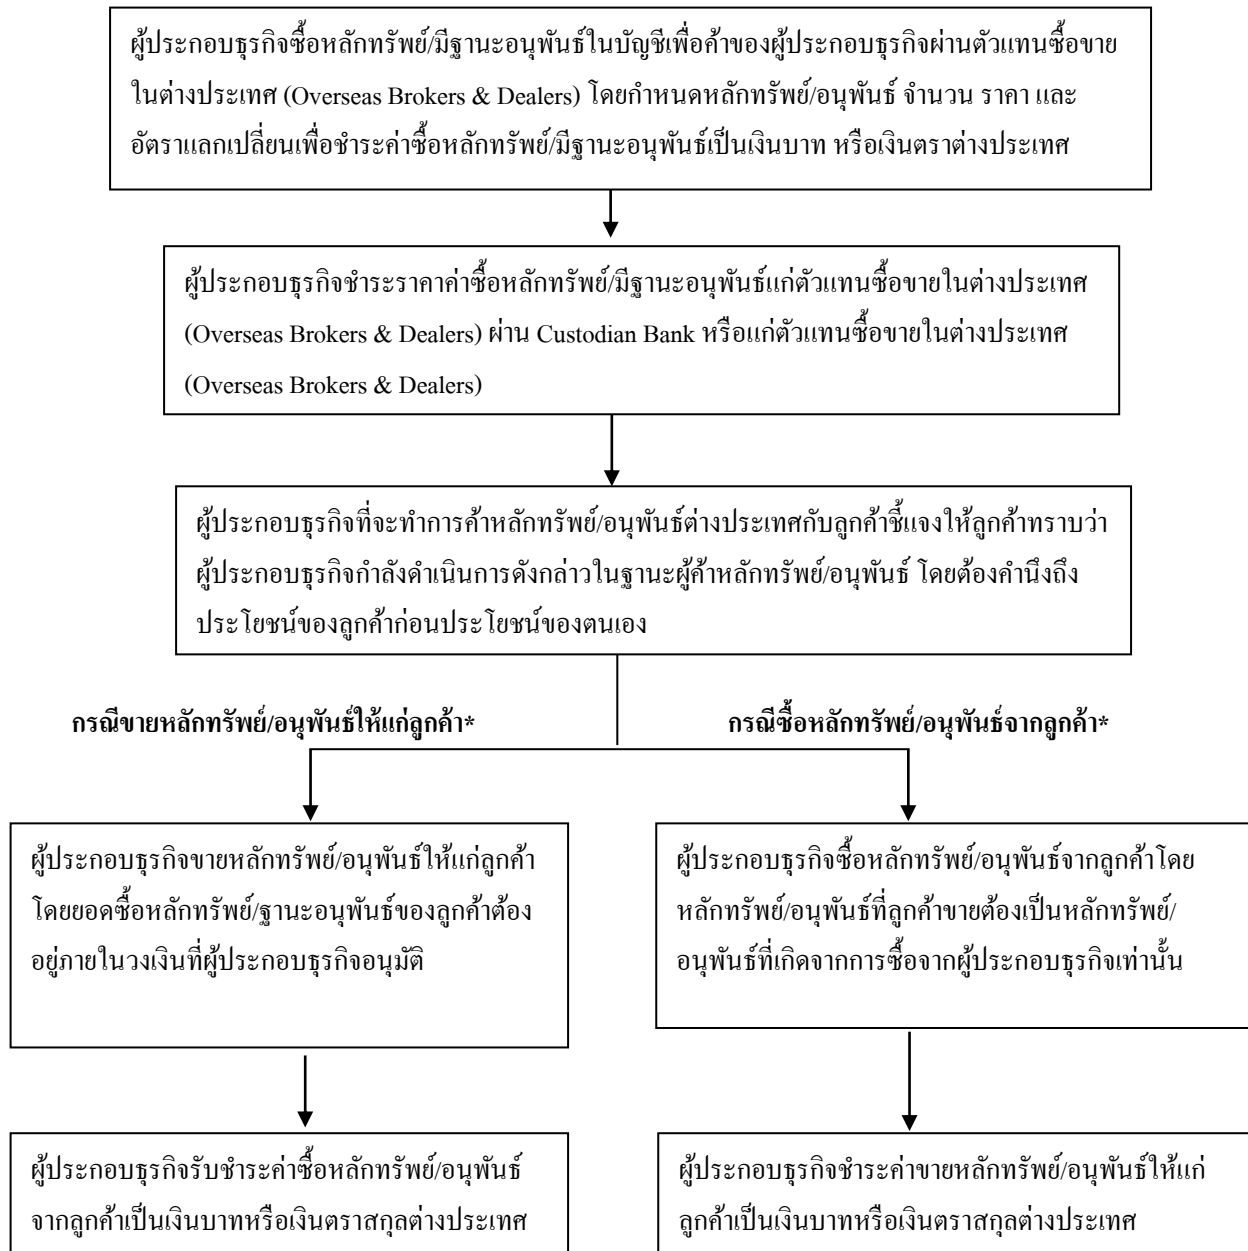 ผู้ประกอบธุรกิจซื้อหลักทรัพย์/มีฐานะอนุพันธ์ในบัญชีเพื่อค้าของผู้ประกอบธุรกิจผ่านตัวแทนซื้อขาย
ในต่างประเทศ (Overseas Brokers & Dealers) โดยกำหนดหลักทรัพย์/อนุพันธ์ จำนวน ราคา และ
อัตราแลกเปลี่ยนเพื่อชำระค่าซื้อหลักทรัพย์/มีฐานะอนุพันธ์เป็นเงินบาท หรือเงินตราต่างประเทศ
ผู้ประกอบธุรกิจชำระราคาค่าซื้อหลักทรัพย์/มีฐานะอนุพันธ์แก่ตัวแทนซื้อขายในต่างประเทศ
(Overseas Brokers & Dealers) ผ่าน Custodian Bank หรือแก่ตัวแทนซื้อขายในต่างประเทศ
(Overseas Brokers & Dealers)
ผู้ประกอบธุรกิจที่จะทำการค้าหลักทรัพย์/อนุพันธ์ต่างประเทศกับลูกค้าชี้แจงให้ลูกค้าทราบว่า
ผู้ประกอบธุรกิจกำลังดำเนินการดังกล่าวในฐานะผู้ค้าหลักทรัพย์/อนุพันธ์ โดยต้องคำนึงถึง
ประโยชน์ของลูกค้าก่อนประโยชน์ของตนเอง
กรณีขายหลักทรัพย์/อนุพันธ์ให้แก่ลูกค้า*
กรณีซื้อหลักทรัพย์/อนุพันธ์จากลูกค้า*
ผู้ประกอบธุรกิจขายหลักทรัพย์/อนุพันธ์ให้แก่ลูกค้า
โดยยอดซื้อหลักทรัพย์/ฐานะอนุพันธ์ของลูกค้าต้อง
อยู่ภายในวงเงินที่ผู้ประกอบธุรกิจอนุมัติ
ผู้ประกอบธุรกิจซื้อหลักทรัพย์/อนุพันธ์จากลูกค้าโดย
หลักทรัพย์/อนุพันธ์ที่ลูกค้าขายต้องเป็นหลักทรัพย์/
อนุพันธ์ที่เกิดจากการซื้อจากผู้ประกอบธุรกิจเท่านั้น
ผู้ประกอบธุรกิจรับชำระค่าซื้อหลักทรัพย์/อนุพันธ์
จากลูกค้าเป็นเงินบาทหรือเงินตราสกุลต่างประเทศ
ผู้ประกอบธุรกิจชำระค่าขายหลักทรัพย์/อนุพันธ์ให้แก่
ลูกค้าเป็นเงินบาทหรือเงินตราสกุลต่างประเทศ